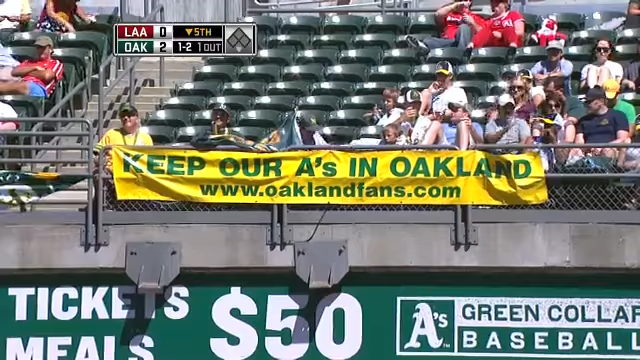 LAA 0 ▼5TH
OAK 2 1-2 1 OUT
KEEP OUR A's IN OAKLAND
www.oaklandfans.com
TICKETS $50 A's GREEN COLLAR
MEALS BASEBALL